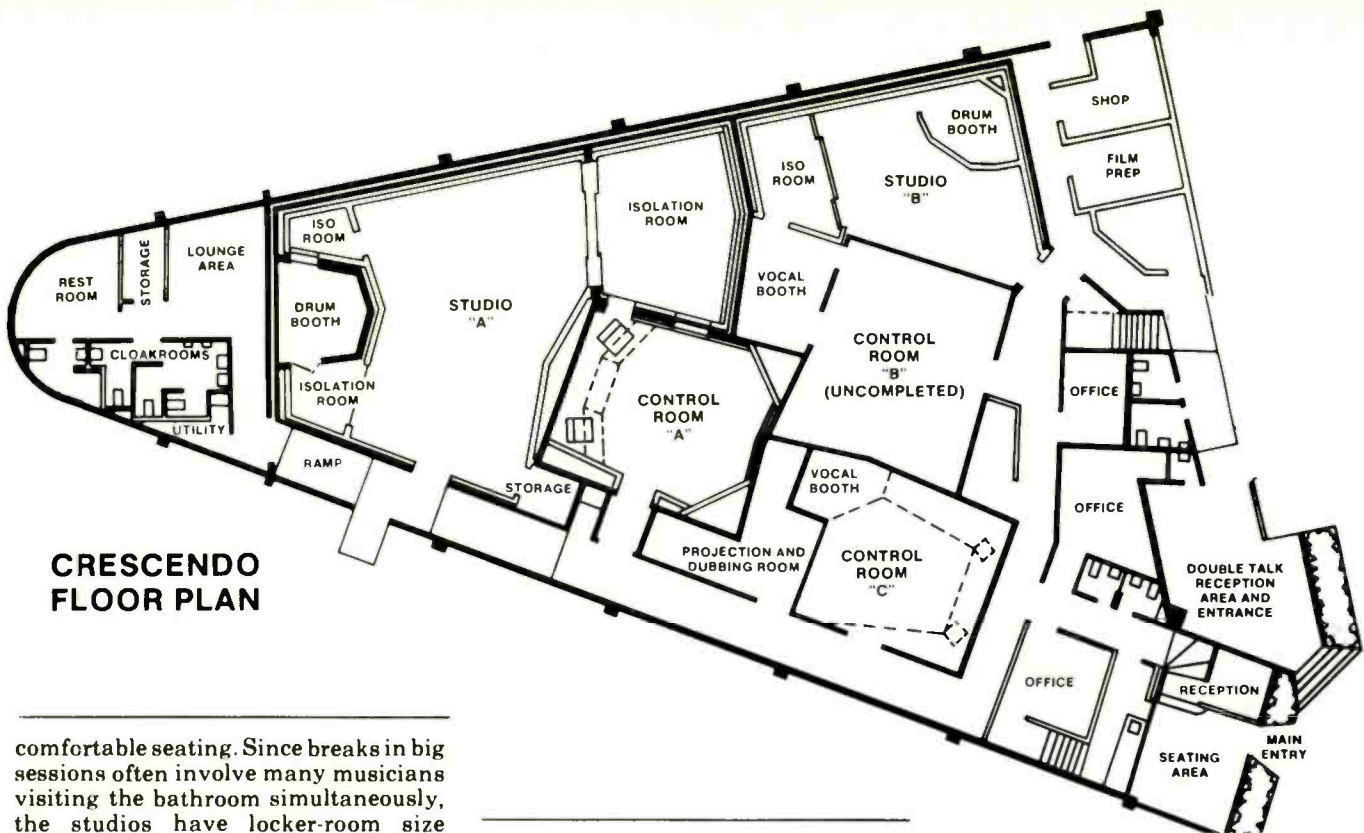 SHOP
DRUM
BOOTH
FILM
PREP
ISO
ROOM
STUDIO
"B"
ISOLATION
ROOM
ISO
ROOM
LOUNGE
AREA
STORAGE
REST
ROOM
VOCAL
BOOTH
DRUM
BOOTH
STUDIO
"A"
CONTROL
ROOM
"B"
(UNCOMPLETED)
CLOAKROOMS
ISOLATION
ROOM
CONTROL
ROOM
"A"
OFFICE
UTILITY
RAMP
STORAGE
VOCAL
BOOTH
OFFICE
PROJECTION AND
DUBBING ROOM
CONTROL
ROOM
"C"
DOUBLE TALK
RECEPTION
AREA AND
ENTRANCE
CRESCENDO
FLOOR PLAN
OFFICE
RECEPTION
MAIN
ENTRY
SEATING
AREA
comfortable seating. Since breaks in big
sessions often involve many musicians
visiting the bathroom simultaneously,
the studios have locker-room size